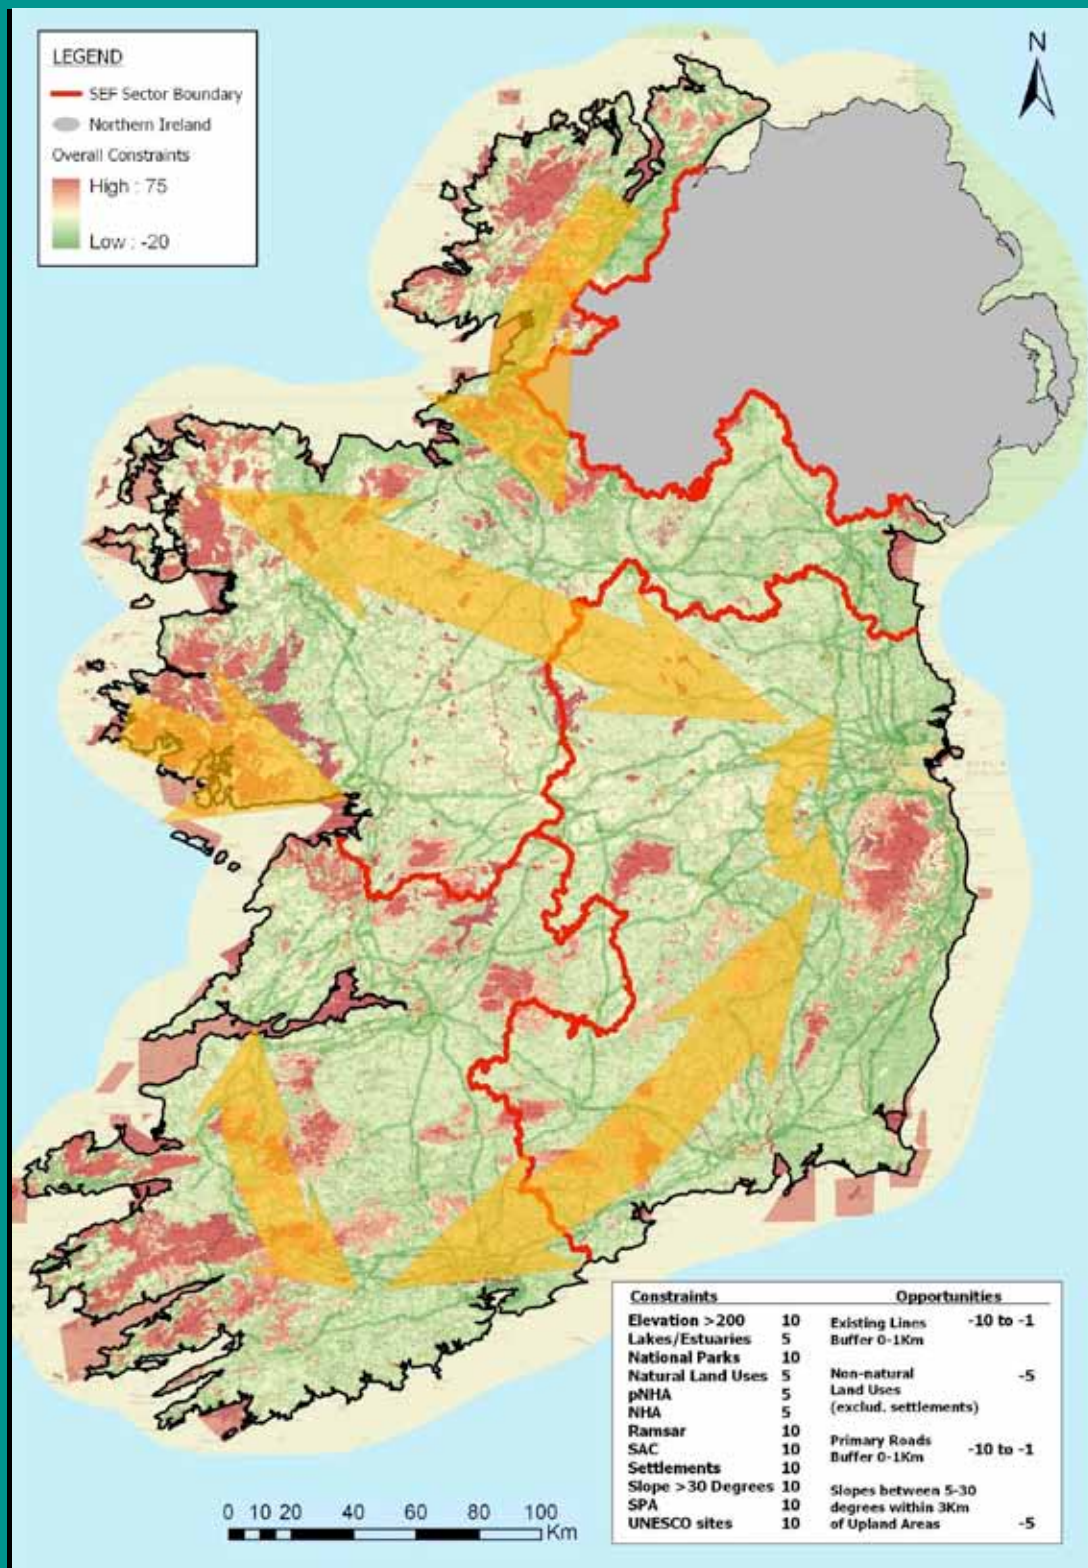 N
LEGEND
SEF Sector Boundary
Northern Ireland
Overall Constraints
High : 75
Low : -20
Constraints Opportunities
Elevation >200 10 Existing Lines -10 to -1
Lakes/Estuaries 5 Buffer 0-1Km
National Parks 10
Natural Land Uses 5 Non-natural -5
pNHA 5 Land Uses
NHA 5 (exclud. settlements)
Ramsar 10
SAC 10 Primary Roads -10 to -1
Settlements 10 Buffer 0-1Km
Slope >30 Degrees 10 Slopes between 5-30
SPA 10 degrees within 3Km
UNESCO sites 10 of Upland Areas -5
0 10 20 40 60 80 100
Km